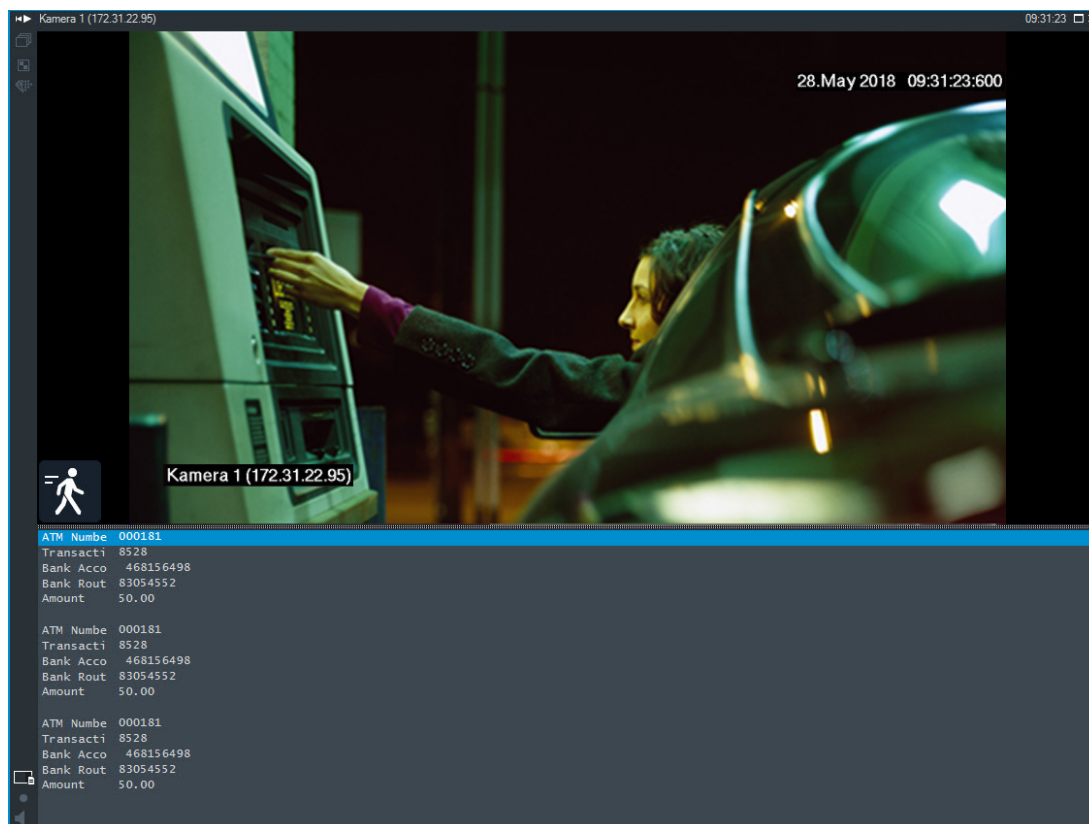 Kamera 1 (172.31.22.95) 09:31:23
28.May 2018 09:31:23:600
Kamera 1 (172.31.22.95)
ATM Numbe 000181
Transacti 8528
Bank Acco 468156498
Bank Rout 83054552
Amount 50.00
ATM Numbe 000181
Transacti 8528
Bank Acco 468156498
Bank Rout 83054552
Amount 50.00
ATM Numbe 000181
Transacti 8528
Bank Acco 468156498
Bank Rout 83054552
Amount 50.00